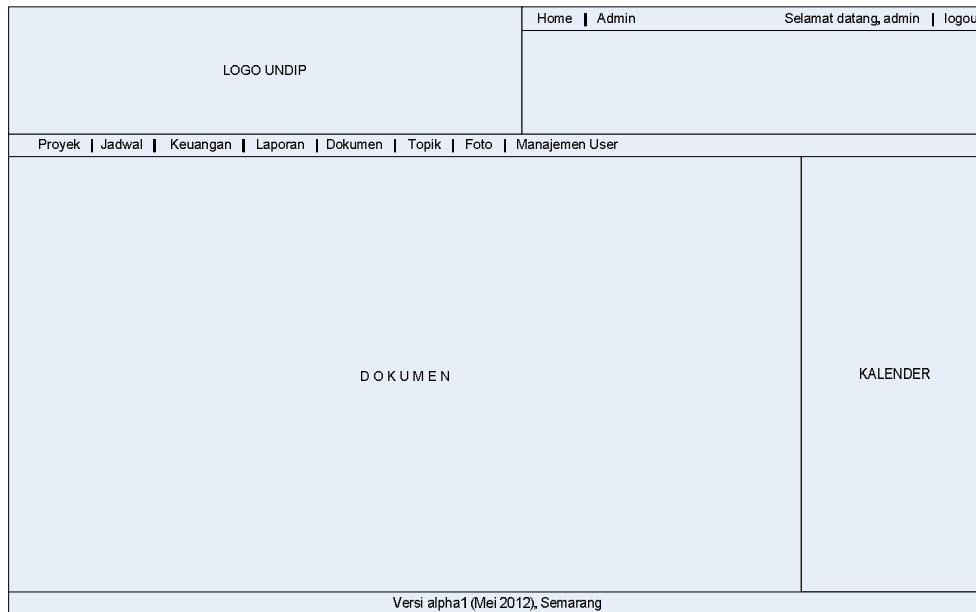 Home | Admin Selamat datang, admin | logou
LOGO UNDIP
Proyek | Jadwal | Keuangan | Laporan | Dokumen | Topik | Foto | Manajemen User
D O K U M E N
KALENDER
Versi alpha1 (Mei 2012), Semarang